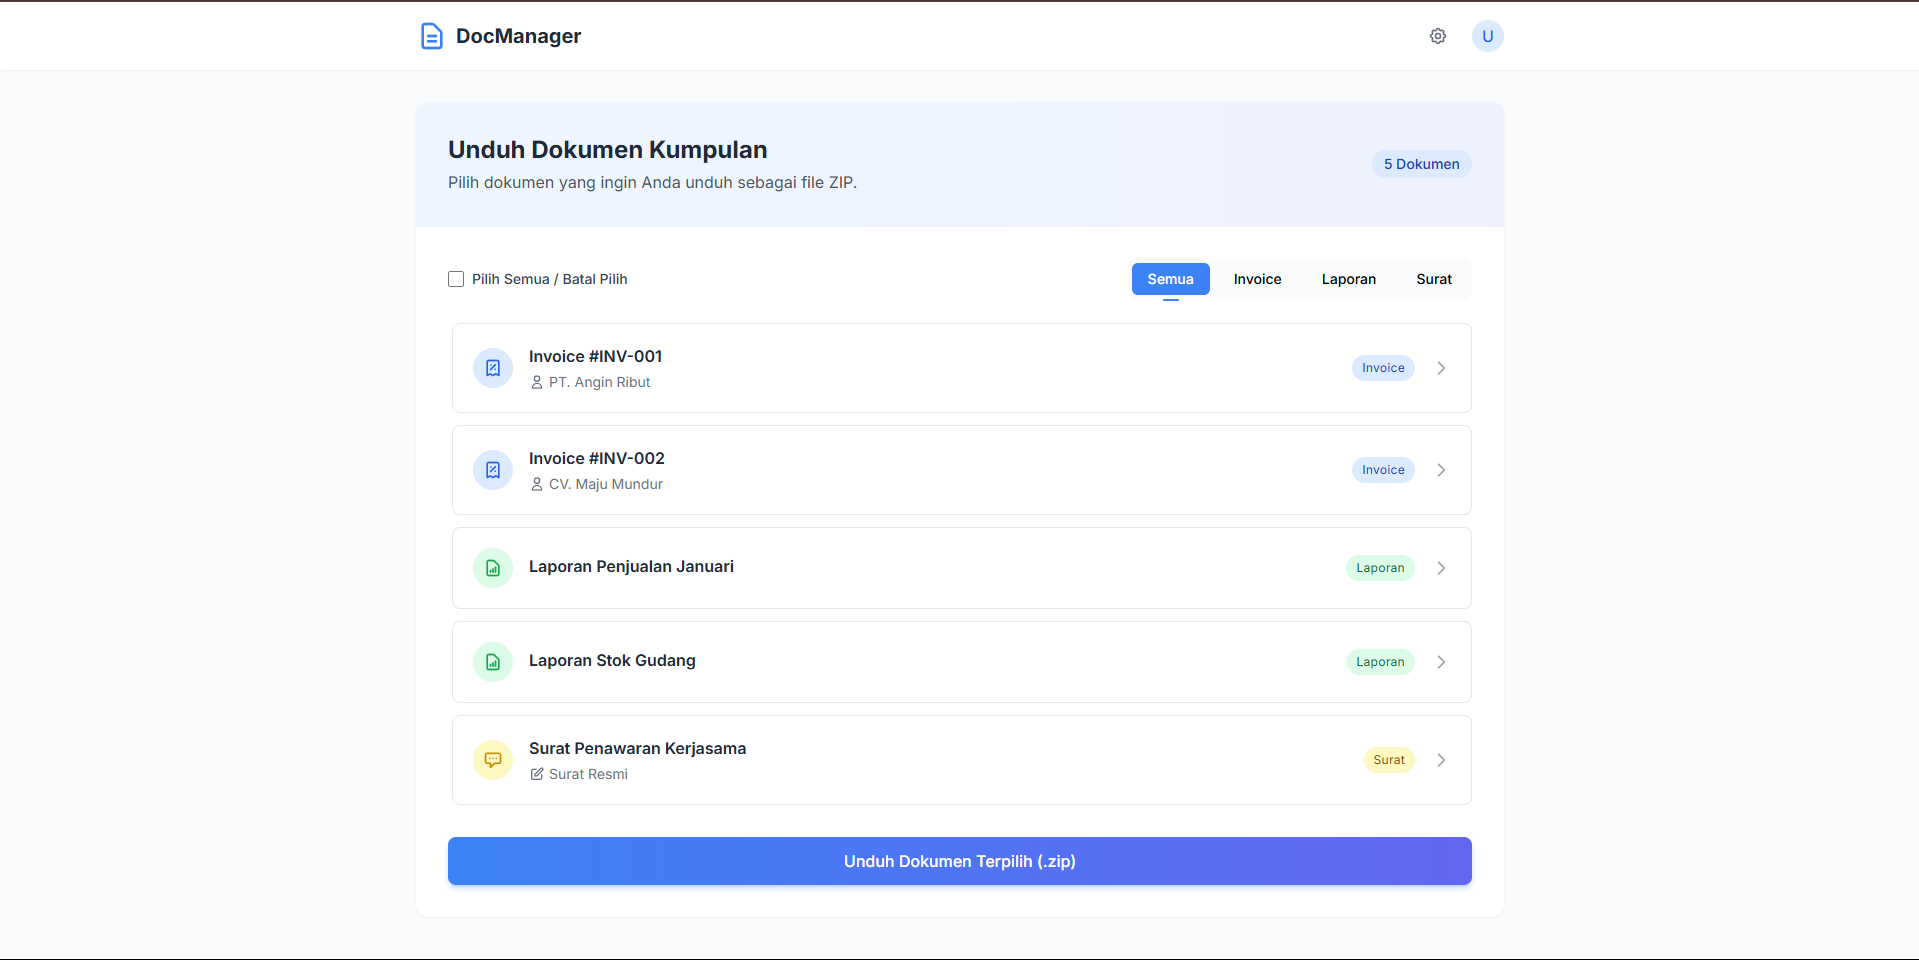 DocManager
U
Unduh Dokumen Kumpulan
Pilih dokumen yang ingin Anda unduh sebagai file ZIP.
5 Dokumen
Pilih Semua / Batal Pilih
Semua
Invoice
Laporan
Surat
Invoice #INV-001
PT. Angin Ribut
Invoice
Invoice #INV-002
CV. Maju Mundur
Invoice
Laporan Penjualan Januari
Laporan
Laporan Stok Gudang
Laporan
Surat Penawaran Kerjasama
Surat Resmi
Surat
Unduh Dokumen Terpilih (.zip)